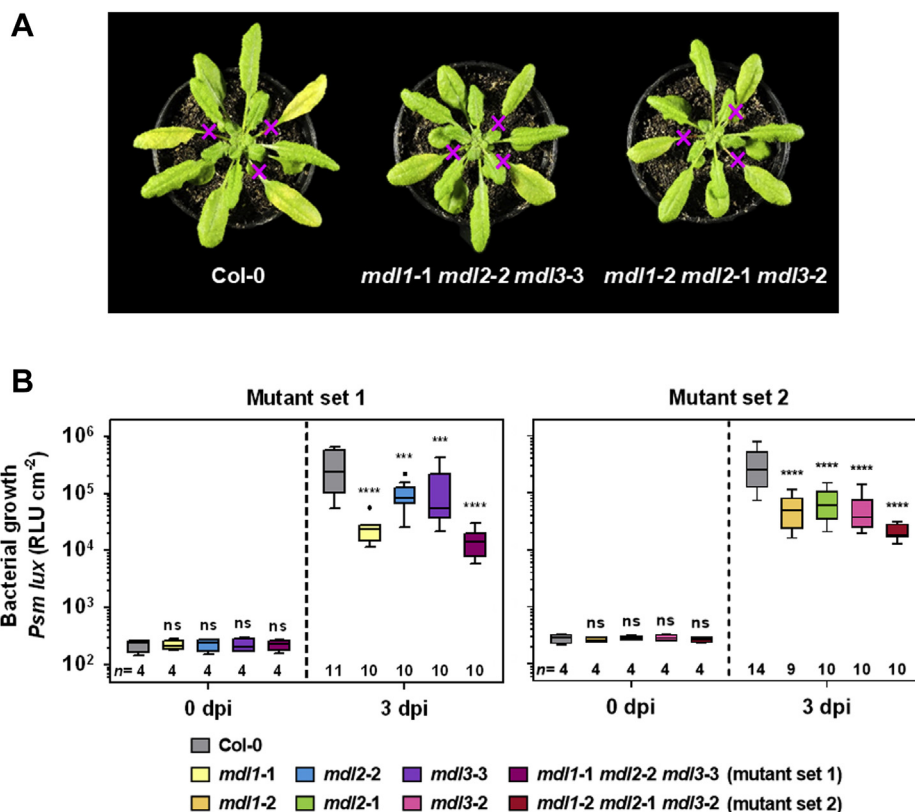 A
Col-0 mdl1-1 mdl2-2 mdl3-3 mdl1-2 mdl2-1 mdl3-2
B
Mutant set 1 Mutant set 2
Bacterial growth
Psm lux (RLU cm-2)
10^6
10^5
10^4
10^3
10^2
*** ***
**** ****
**** **** ****
****
ns ns ns ns ns ns ns ns
n= 4 4 4 4 4 11 10 10 10 10 n= 4 4 4 4 4 14 9 10 10 10
0 dpi 3 dpi 0 dpi 3 dpi
Col-0
mdl1-1 mdl2-2 mdl3-3 mdl1-1 mdl2-2 mdl3-3 (mutant set 1)
mdl1-2 mdl2-1 mdl3-2 mdl1-2 mdl2-1 mdl3-2 (mutant set 2)